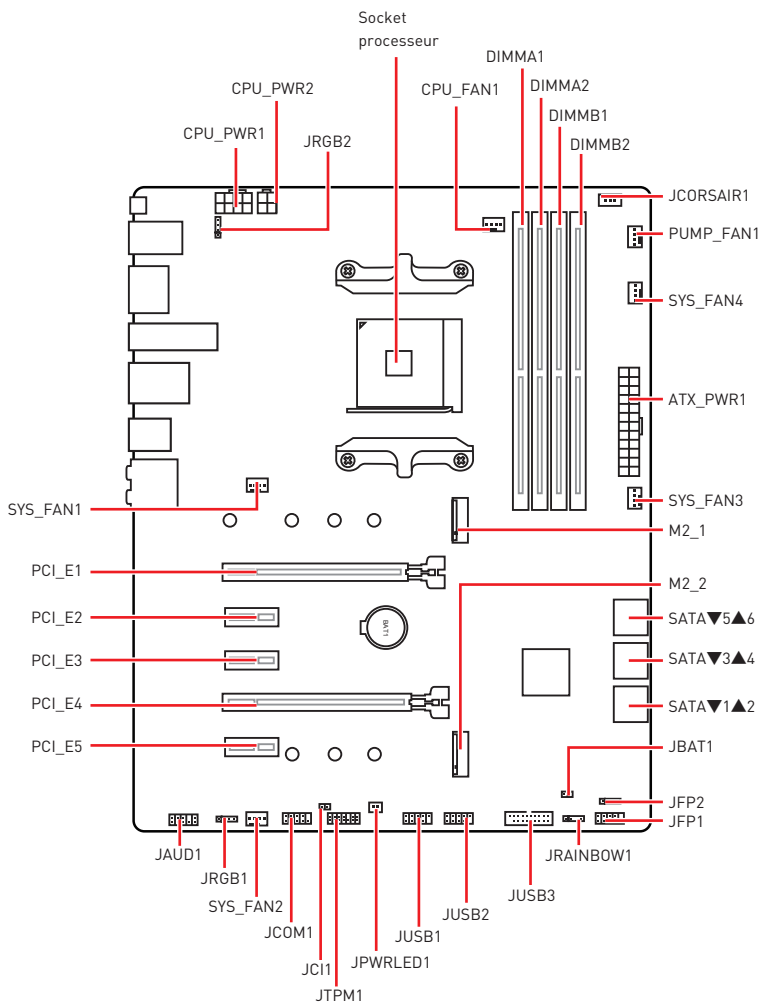 Socket
processeur
DIMMA1
CPU_FAN1
DIMMA2
CPU_PWR2
DIMMB1
CPU_PWR1
JRGB2
DIMMB2
JCORSAIR1
PUMP_FAN1
SYS_FAN4
ATX_PWR1
SYS_FAN1
SYS_FAN3
M2_1
PCI_E1
M2_2
PCI_E2
BAT1
SATA▼5▲6
PCI_E3
SATA▼3▲4
PCI_E4
SATA▼1▲2
PCI_E5
JBAT1
JFP2
JFP1
JAUD1
JRAINBOW1
JRGB1
JUSB3
SYS_FAN2
JUSB2
JCOM1
JUSB1
JCI1
JPWRLED1
JTPM1